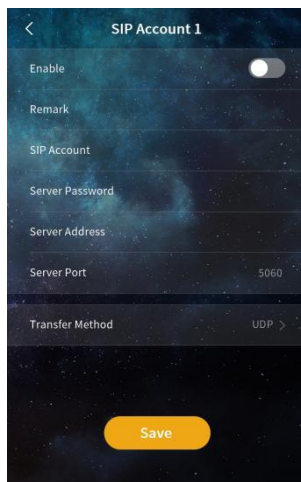 SIP Account 1
Enable
Remark
SIP Account
Server Password
Server Address
Server Port 5060
Transfer Method UDP >
Save